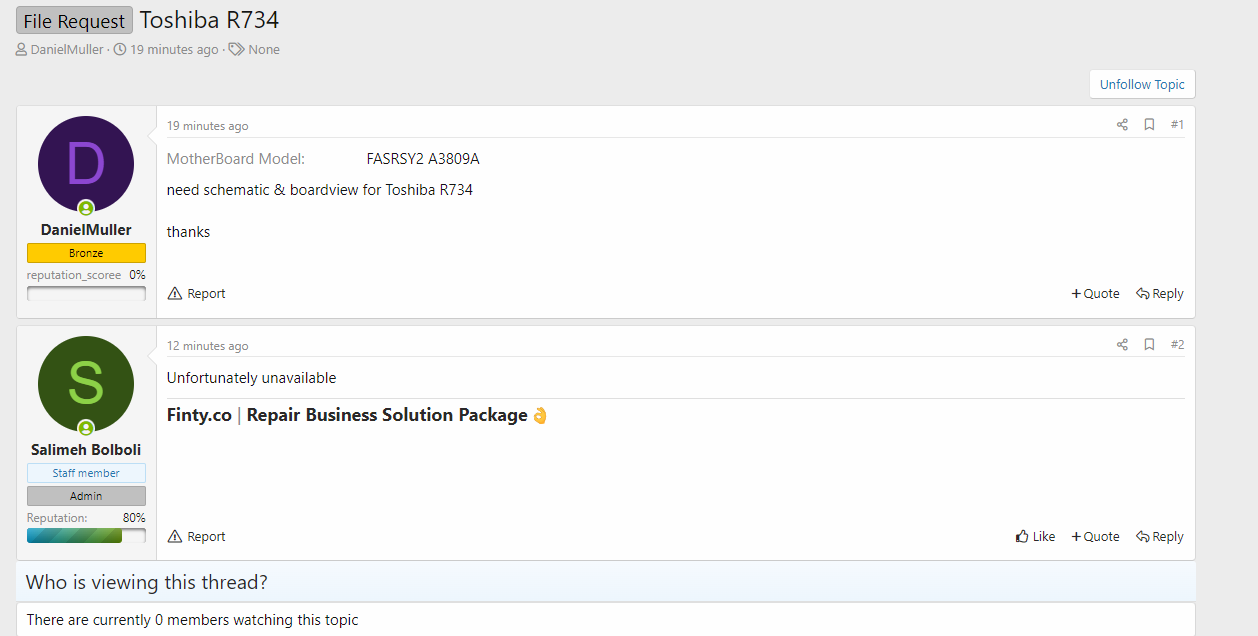 File Request Toshiba R734
DanielMuller · 19 minutes ago · None
Unfollow Topic
D
DanielMuller
Bronze
reputation_scoree 0%
19 minutes ago #1
MotherBoard Model: FASRSY2 A3809A
need schematic & boardview for Toshiba R734
thanks
Report + Quote Reply
S
Salimeh Bolboli
Staff member
Admin
Reputation: 80%
12 minutes ago #2
Unfortunately unavailable
Finty.co | Repair Business Solution Package 👌
Report Like + Quote Reply
Who is viewing this thread?
There are currently 0 members watching this topic